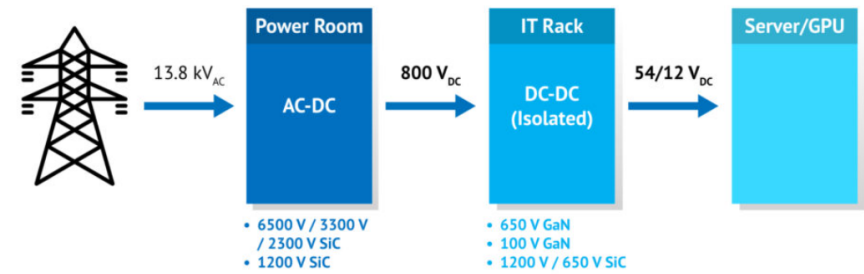 Power Room
IT Rack
Server/GPU
13.8 kVAC
800 VDC
54/12 VDC
AC-DC
DC-DC
(Isolated)
• 6500 V / 3300 V
/ 2300 V SiC
• 1200 V SiC
• 650 V GaN
• 100 V GaN
• 1200 V / 650 V SiC